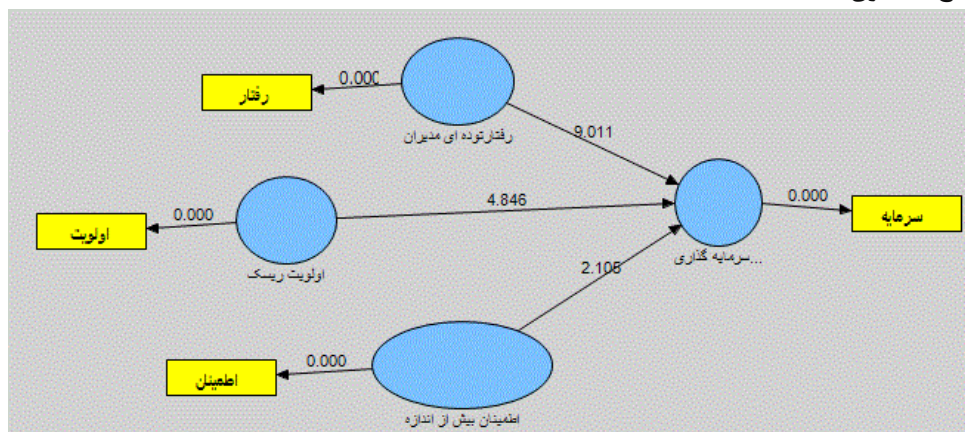 0.000
رفتار
رفتارتوده ای مدیران
9.011
0.000
سرمایه
4.846
0.000
اولویت
سرمایه گذاری...
اولویت ریسک
2.105
0.000
اطمینان
اطمینان بیش از اندازه